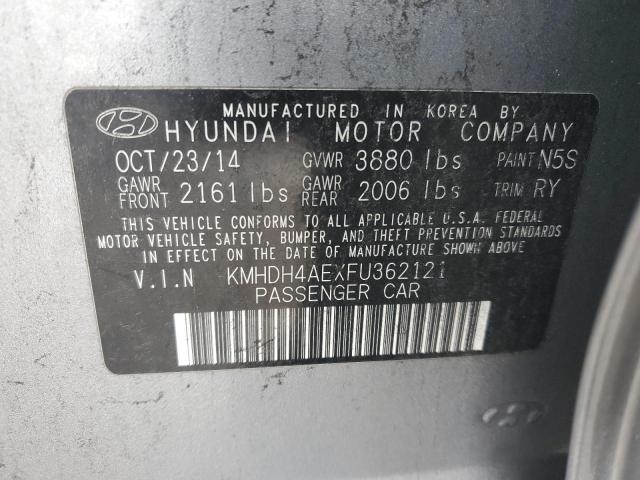 MANUFACTURED IN KOREA BY
HYUNDAI MOTOR COMPANY
OCT/23/14 GVWR 3880 lbs PAINT N5S
GAWR FRONT 2161 lbs GAWR REAR 2006 lbs TRIM RY
THIS VEHICLE CONFORMS TO ALL APPLICABLE U.S.A. FEDERAL
MOTOR VEHICLE SAFETY, BUMPER, AND THEFT PREVENTION STANDARDS
IN EFFECT ON THE DATE OF MANUFACTURE SHOWN ABOVE
V.I.N KMHDH4AEXFU362121
PASSENGER CAR